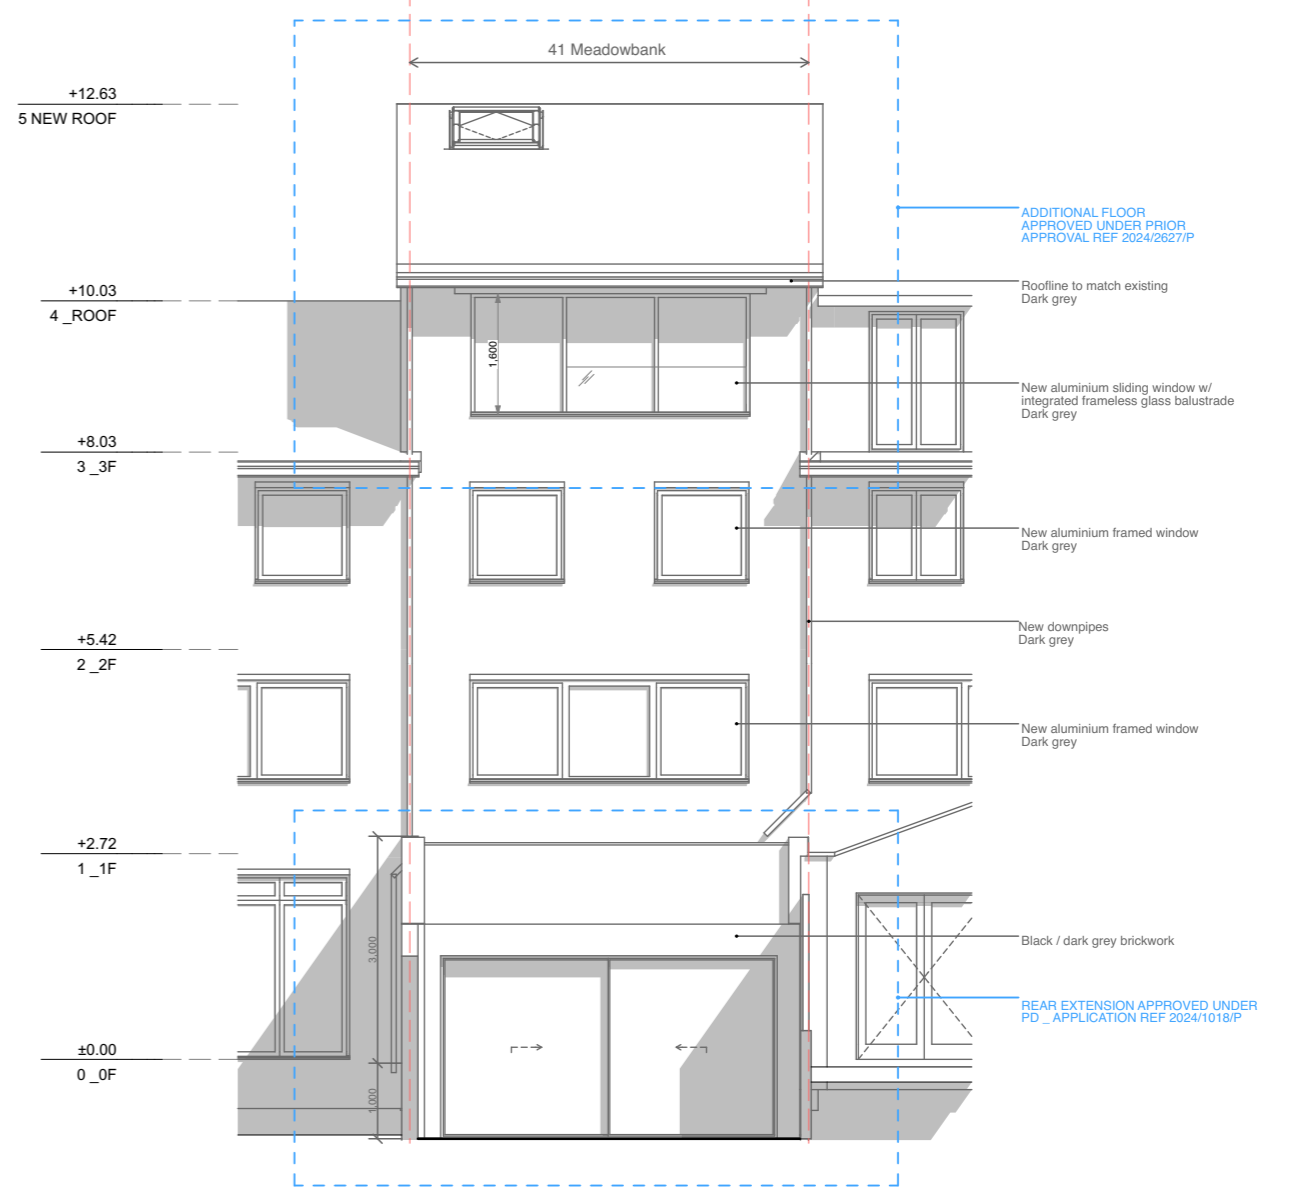 41 Meadowbank
+12.63
5 NEW ROOF
ADDITIONAL FLOOR
APPROVED UNDER PRIOR
APPROVAL REF 2024/2627/P
Roofline to match existing
Dark grey
+10.03
4 _ROOF
1,600
New aluminium sliding window w/
integrated frameless glass balustrade
Dark grey
+8.03
3 _3F
New aluminium framed window
Dark grey
New downpipes
Dark grey
+5.42
2 _2F
New aluminium framed window
Dark grey
+2.72
1 _1F
3,000
Black / dark grey brickwork
REAR EXTENSION APPROVED UNDER
PD _ APPLICATION REF 2024/1018/P
±0.00
0 _0F
1,000